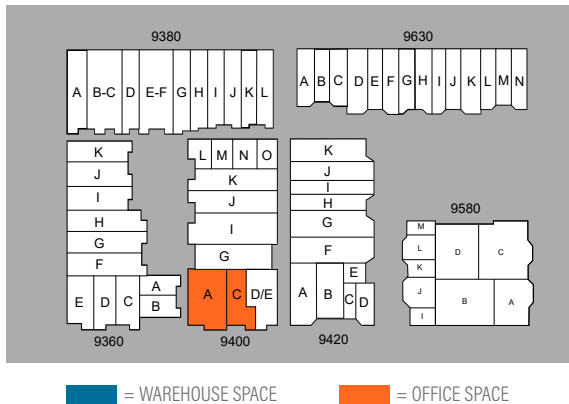 9380
9630
A B-C D E-F G H I J K L
A B C D E F G H I J K L M N
K
J
I
H
G
F
E D C
A
B
9360
L M N O
K
J
I
G
A C D/E
9400
K
J
I
H
G
F
E
A B C D
9420
9580
M
L
K
J
I
D C
B A
= WAREHOUSE SPACE
= OFFICE SPACE